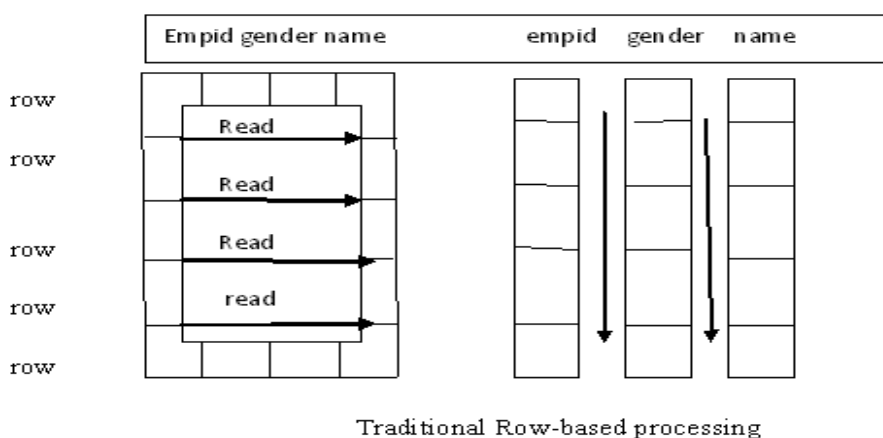 Empid gender name empid gender name
row
Read
row
Read
row
Read
row
read
row
Traditional Row-based processing